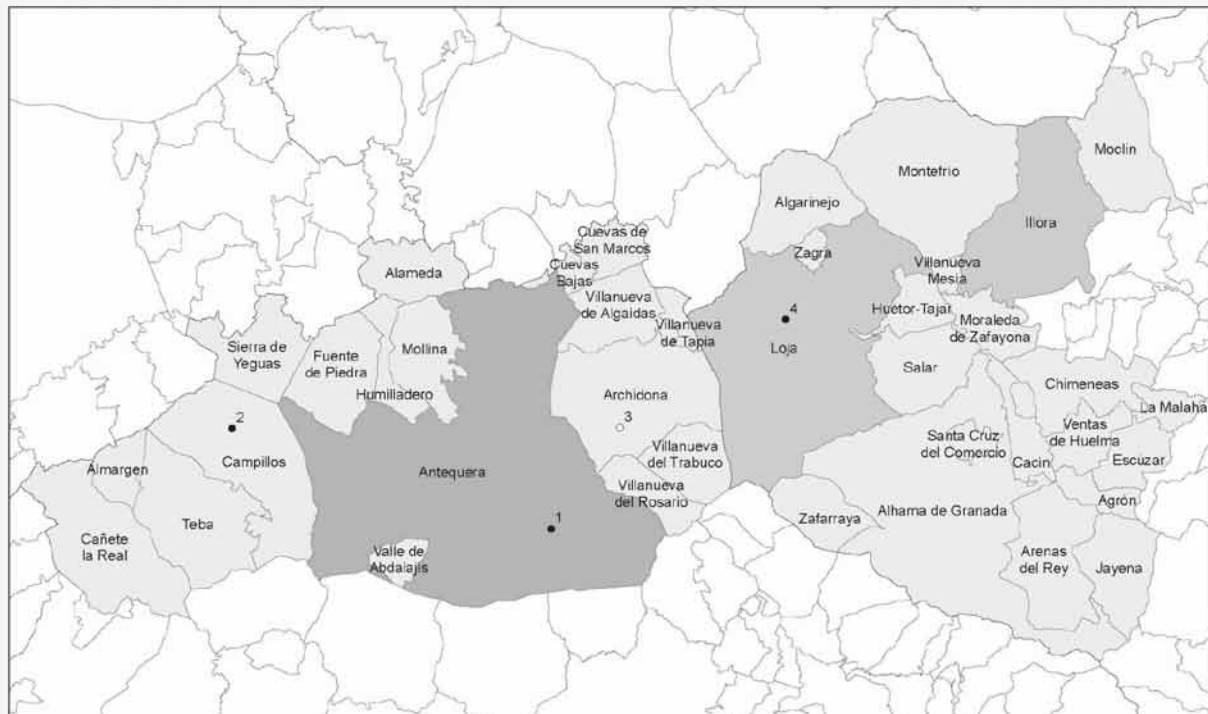 Moclin
Montefrio
Algarinejo
Illora
Cuevas de
San Marcos
Zagra
Cuevas
Bajas
Alameda
Villanueva
Mesia
Villanueva
de Algaidas
Huetor-Tajar
4
Villanueva
de Tapia
Moraleda
de Zafayona
Loja
Sierra de
Yeguas
Fuente
de Piedra
Mollina
Salar
Chimeneas
Humilladero
Archidona
La Malaha
3
2
Santa Cruz
del Comercio
Ventas
de Huelma
Villanueva
del Trabuco
Almargen
Campillos
Cacin
Escuzar
Antequera
Villanueva
del Rosario
Agrón
Alhama de Granada
Zafarraya
1
Teba
Cañete
la Real
Valle de
Abdalajis
Arenas
del Rey
Jayena